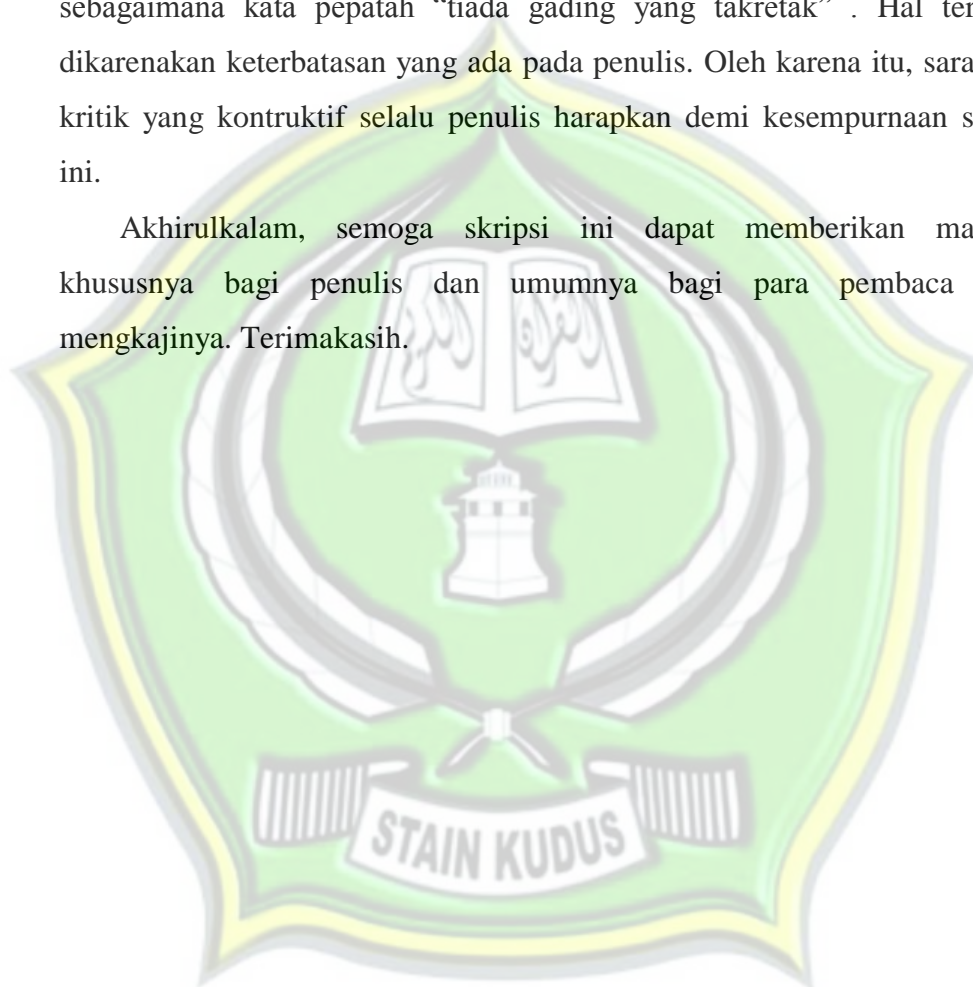 sebagaimana kata pepatah “tiada gading yang takretak” . Hal ter
dikarenakan keterbatasan yang ada pada penulis. Oleh karena itu, sara
kritik yang kontruktif selalu penulis harapkan demi kesempurnaan s
ini.
Akhirulkalam, semoga skripsi ini dapat memberikan ma
khususnya bagi penulis dan umumnya bagi para pembaca
mengkajinya. Terimakasih.
STAIN KUDUS